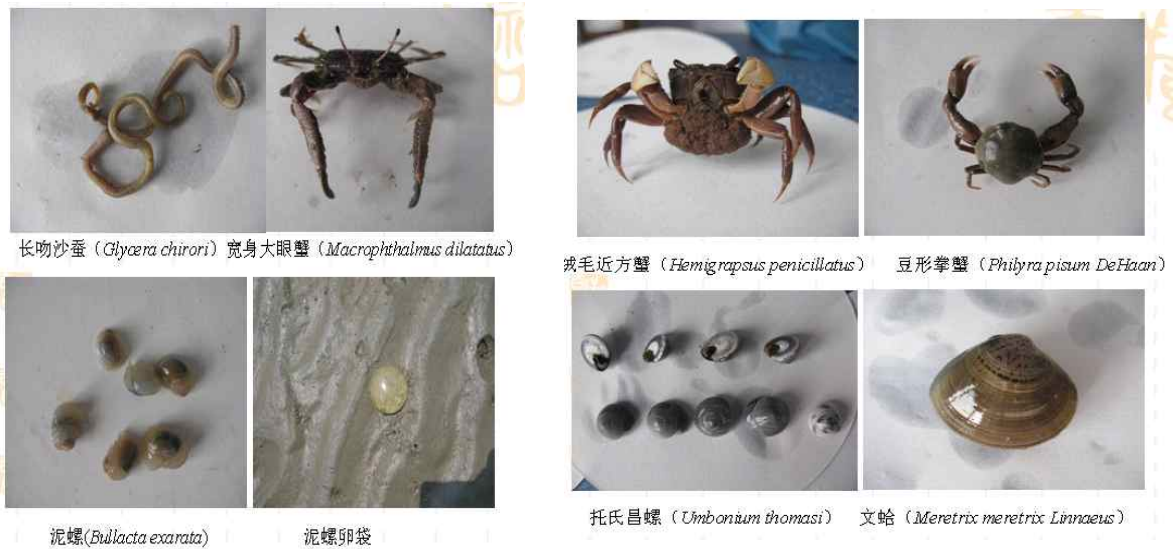 长吻沙蚕（Glycera chirori）宽身大眼蟹（Macrophthalmus dilatatus）
绒毛近方蟹（Hemigrapsus penicillatus）
豆形拳蟹（Philyra pisum DeHaan）
泥螺(Bullacta exarata)
泥螺卵袋
托氏昌螺（Umbonium thomasi）
文蛤（Meretrix meretrix Linnaeus）